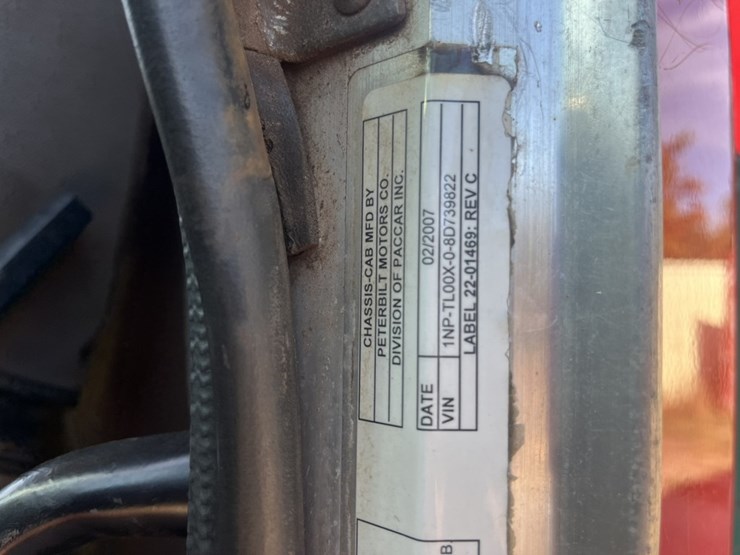 CHASSIS-CAB MFD BY
PETERBILT MOTORS CO.
DIVISION OF PACCAR INC.
DATE 02/2007
VIN 1NP-TL00X-0-8D739822
LABEL 22-01469: REV C
B